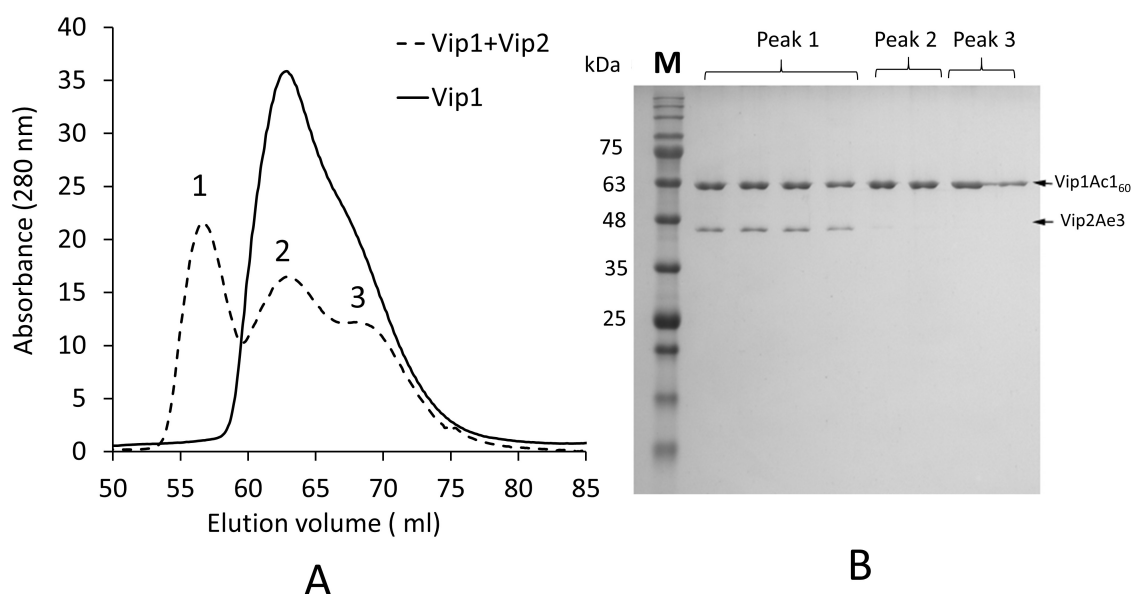 40
35
30
25
20
15
10
5
0
Absorbance (280 nm)
Vip1+Vip2
Vip1
1
2
3
50 55 60 65 70 75 80 85
Elution volume ( ml)
A
Peak 1 Peak 2 Peak 3
kDa M
75
63
48
35
25
Vip1Ac1₆₀
Vip2Ae3
B